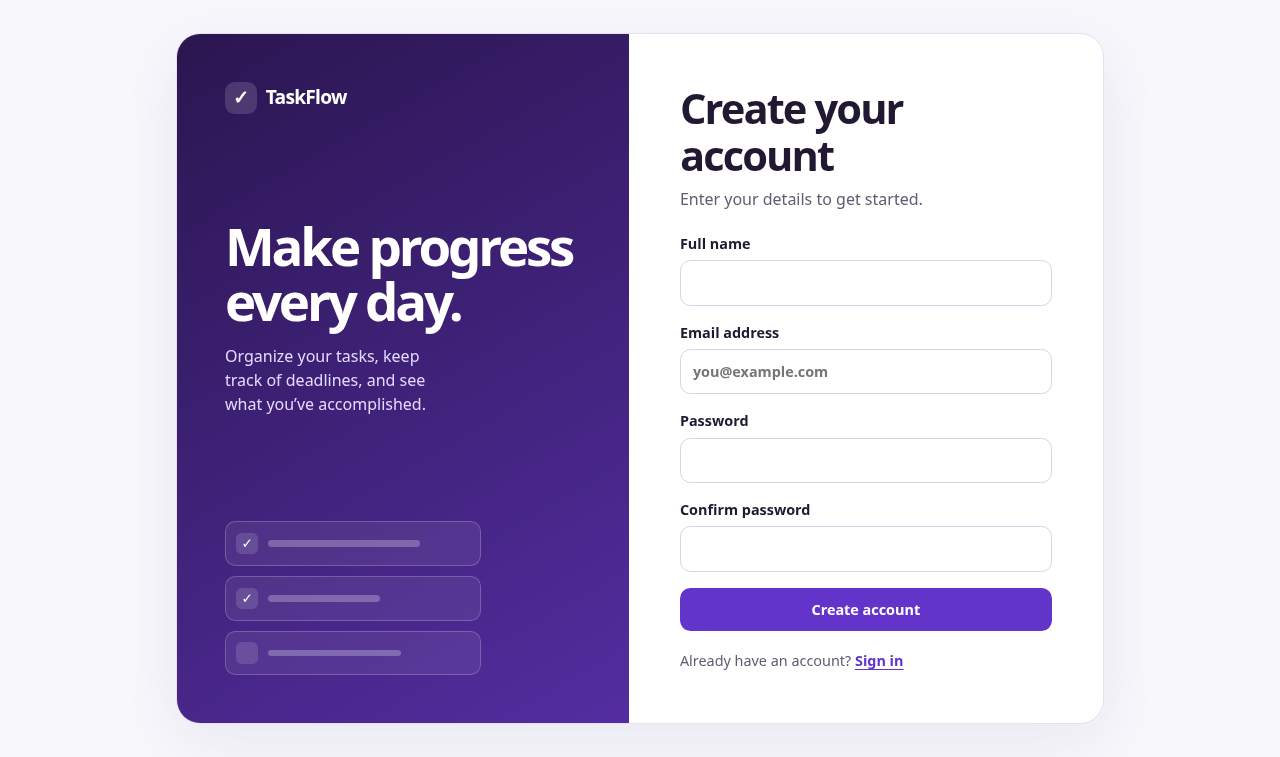 ✓ TaskFlow
Make progress
every day.
Organize your tasks, keep
track of deadlines, and see
what you’ve accomplished.
✓
✓
Create your
account
Enter your details to get started.
Full name
Email address
you@example.com
Password
Confirm password
Create account
Already have an account? Sign in